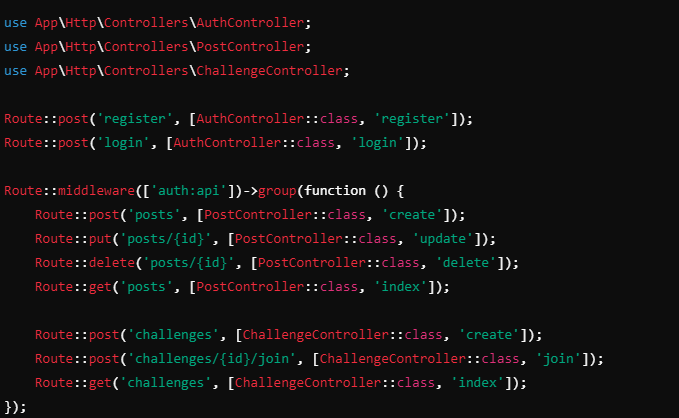 use App\Http\Controllers\AuthController;
use App\Http\Controllers\PostController;
use App\Http\Controllers\ChallengeController;

Route::post('register', [AuthController::class, 'register']);
Route::post('login', [AuthController::class, 'login']);

Route::middleware(['auth:api'])->group(function () {
    Route::post('posts', [PostController::class, 'create']);
    Route::put('posts/{id}', [PostController::class, 'update']);
    Route::delete('posts/{id}', [PostController::class, 'delete']);
    Route::get('posts', [PostController::class, 'index']);

    Route::post('challenges', [ChallengeController::class, 'create']);
    Route::post('challenges/{id}/join', [ChallengeController::class, 'join']);
    Route::get('challenges', [ChallengeController::class, 'index']);
});